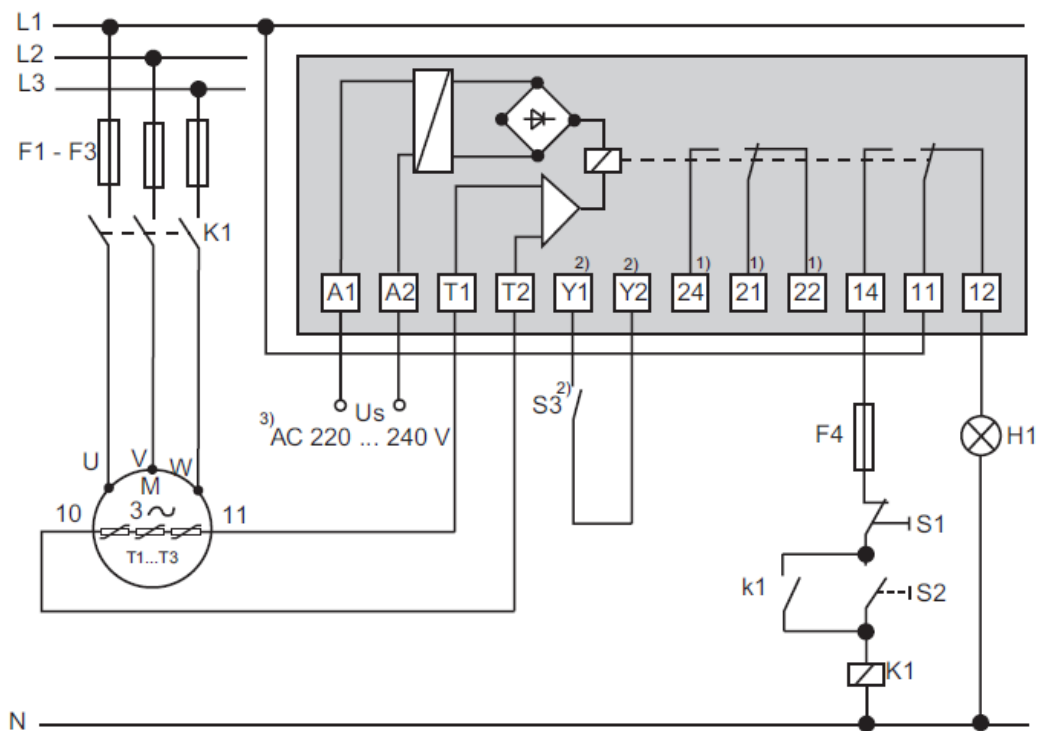 L1
L2
L3
F1 - F3
K1
2) 2) 1) 1) 1)
A1 A2 T1 T2 Y1 Y2 24 21 22 14 11 12
Us
3) AC 220 ... 240 V
S3 2)
F4
H1
U V W
M
10 3 11
T1...T3
S1
k1
S2
K1
N